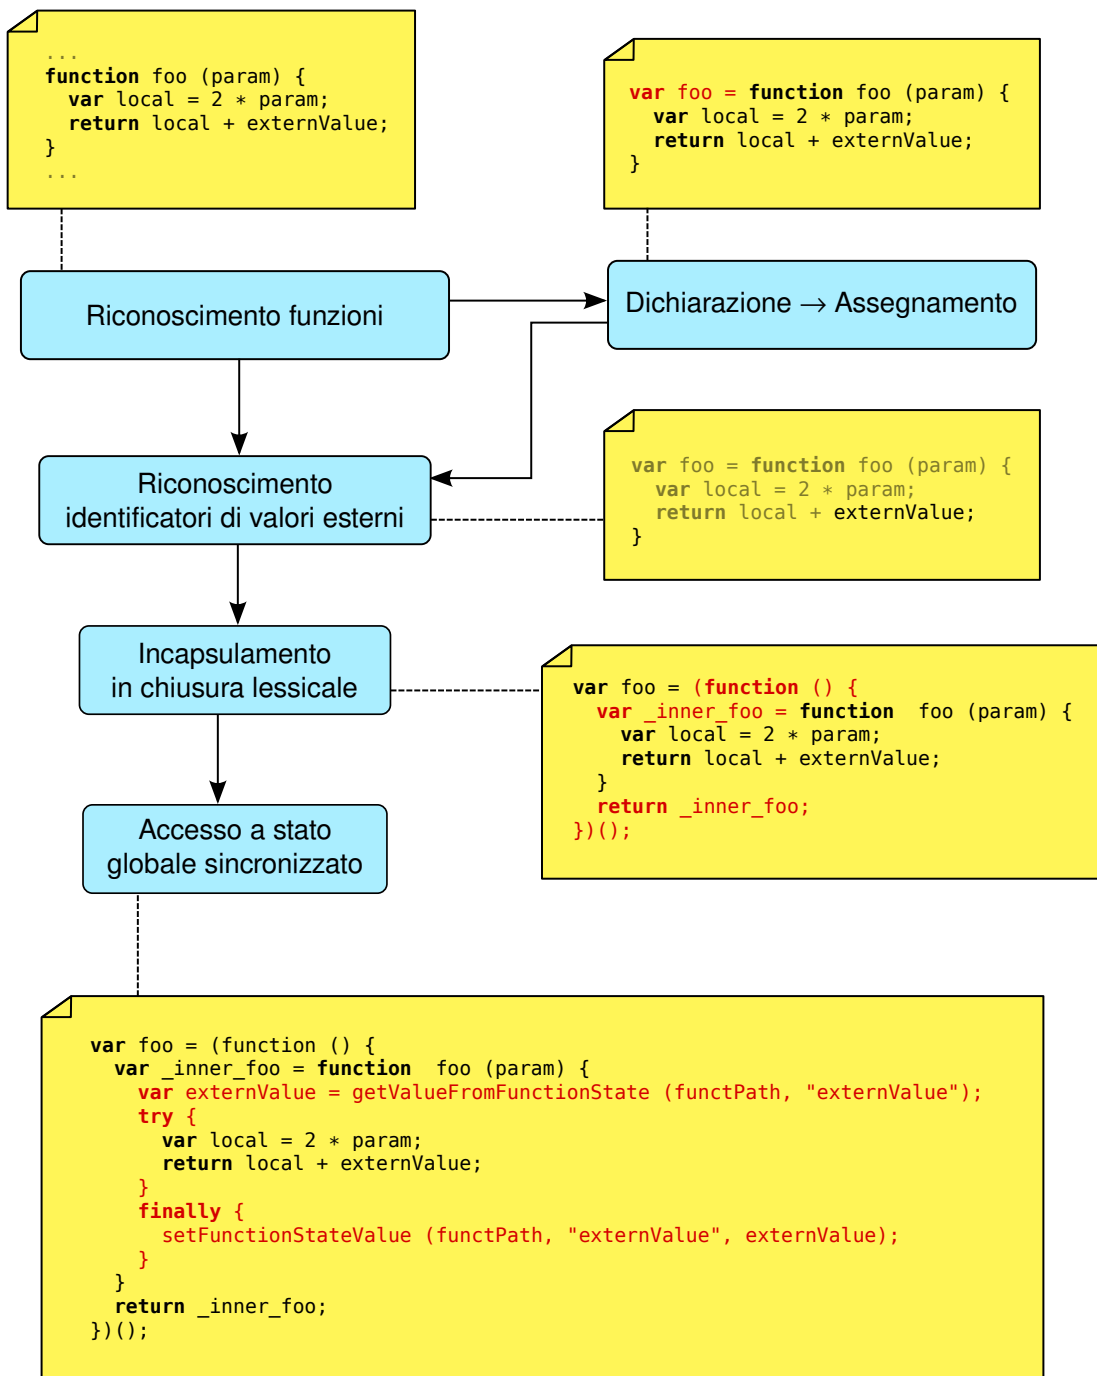 ...
function foo (param) {
  var local = 2 * param;
  return local + externValue;
}
...
var foo = function foo (param) {
  var local = 2 * param;
  return local + externValue;
}
Riconoscimento funzioni
Dichiarazione → Assegnamento
Riconoscimento
identificatori di valori esterni
var foo = function foo (param) {
  var local = 2 * param;
  return local + externValue;
}
Incapsulamento
in chiusura lessicale
var foo = (function () {
  var _inner_foo = function  foo (param) {
    var local = 2 * param;
    return local + externValue;
  }
  return _inner_foo;
})();
Accesso a stato
globale sincronizzato
var foo = (function () {
  var _inner_foo = function  foo (param) {
    var externValue = getValueFromFunctionState (functPath, "externValue");
    try {
      var local = 2 * param;
      return local + externValue;
    }
    finally {
      setFunctionStateValue (functPath, "externValue", externValue);
    }
  }
  return _inner_foo;
})();